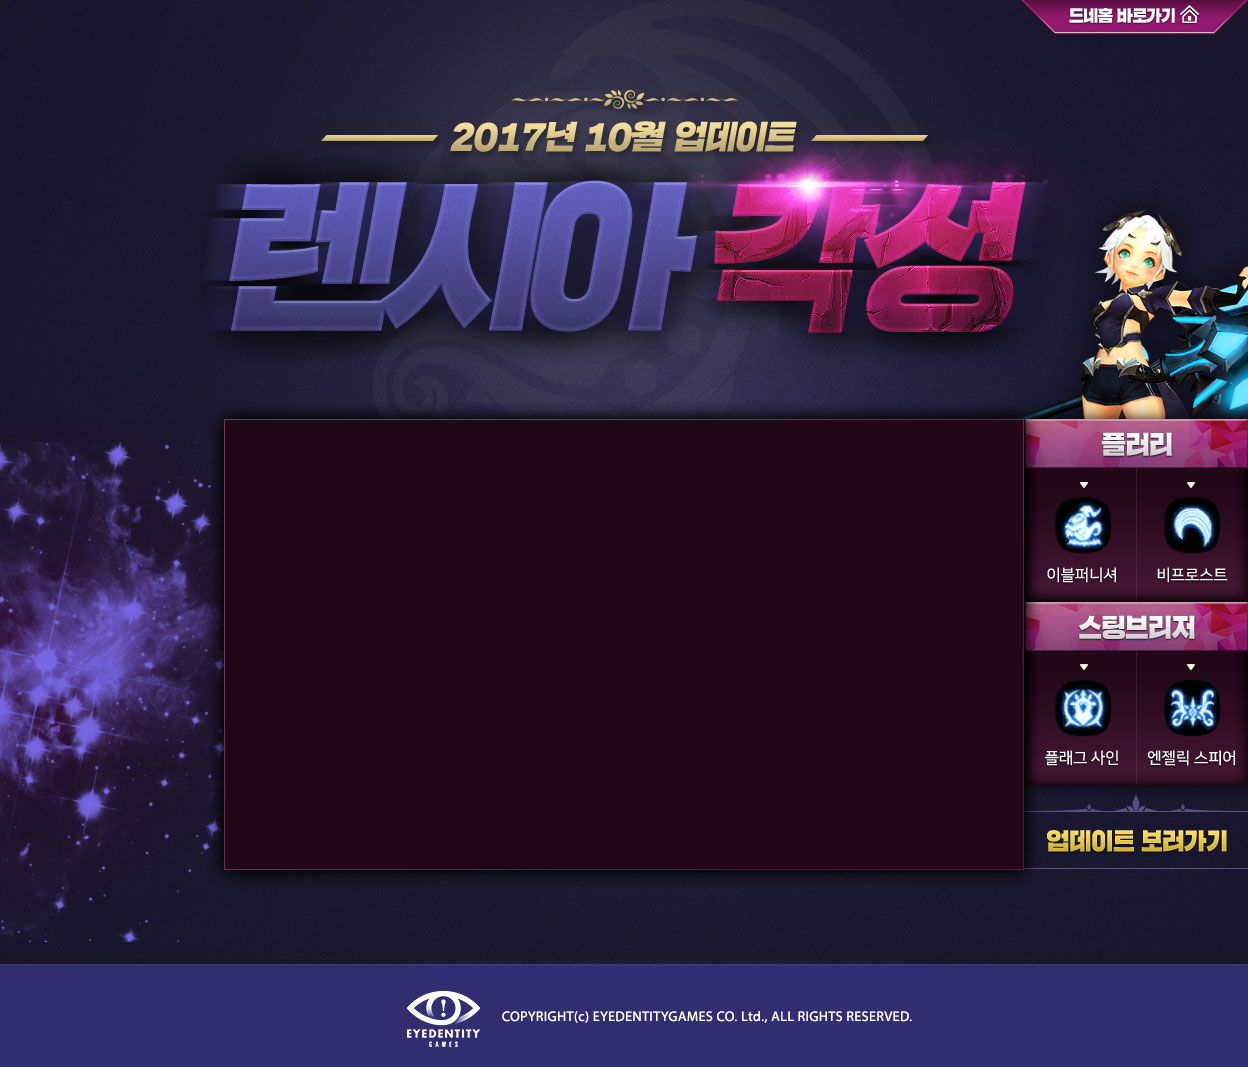 드네홈 바로가기
2017년 10월 업데이트
렌시아 각성
플러리
이블퍼니셔
비프로스트
스팅브리저
플래그 사인
엔젤릭 스피어
업데이트 보러가기
EYEDENTITY
GAMES
COPYRIGHT(c) EYEDENTITYGAMES CO. Ltd., ALL RIGHTS RESERVED.